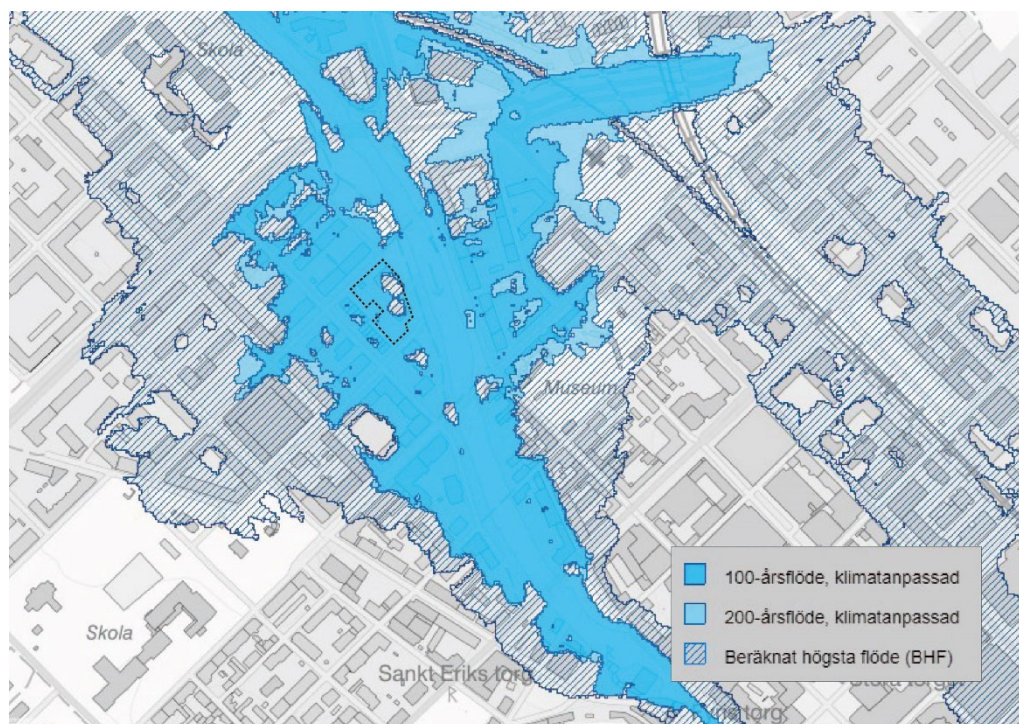 Skola
Museum
Skola
Sankt Eriks torg
100-årsflöde, klimatanpassad
200-årsflöde, klimatanpassad
Beräknat högsta flöde (BHF)